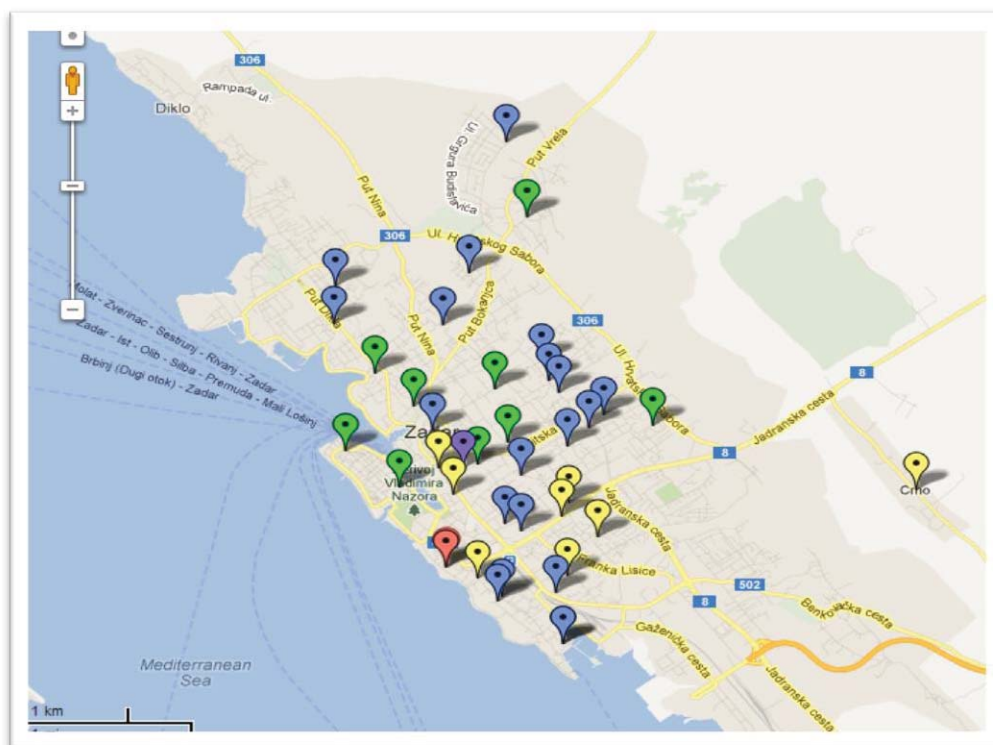 306
Rampada ul.
Diklo
Ul. Grgura Budislavića
Put Vrela
Put Nina
306
Ul. Hrvatskog Sabora
Put Dikla
Put Nina
Put Bokanjca
306
Ul. Hrvatskog Sabora
Molat - Zverinac - Sestrunj - Rivanj - Zadar
Zadar - Ist - Olib - Silba - Premuda - Mali Lošinj
Brbinj (Dugi otok) - Zadar
8
Jadranska cesta
Zadar
8
Vladimira
Nazora
Crno
Jadranska cesta
Franka Lisice
502
8
Gaženička cesta
Jadranska cesta
Mediterranean
Sea
1 km